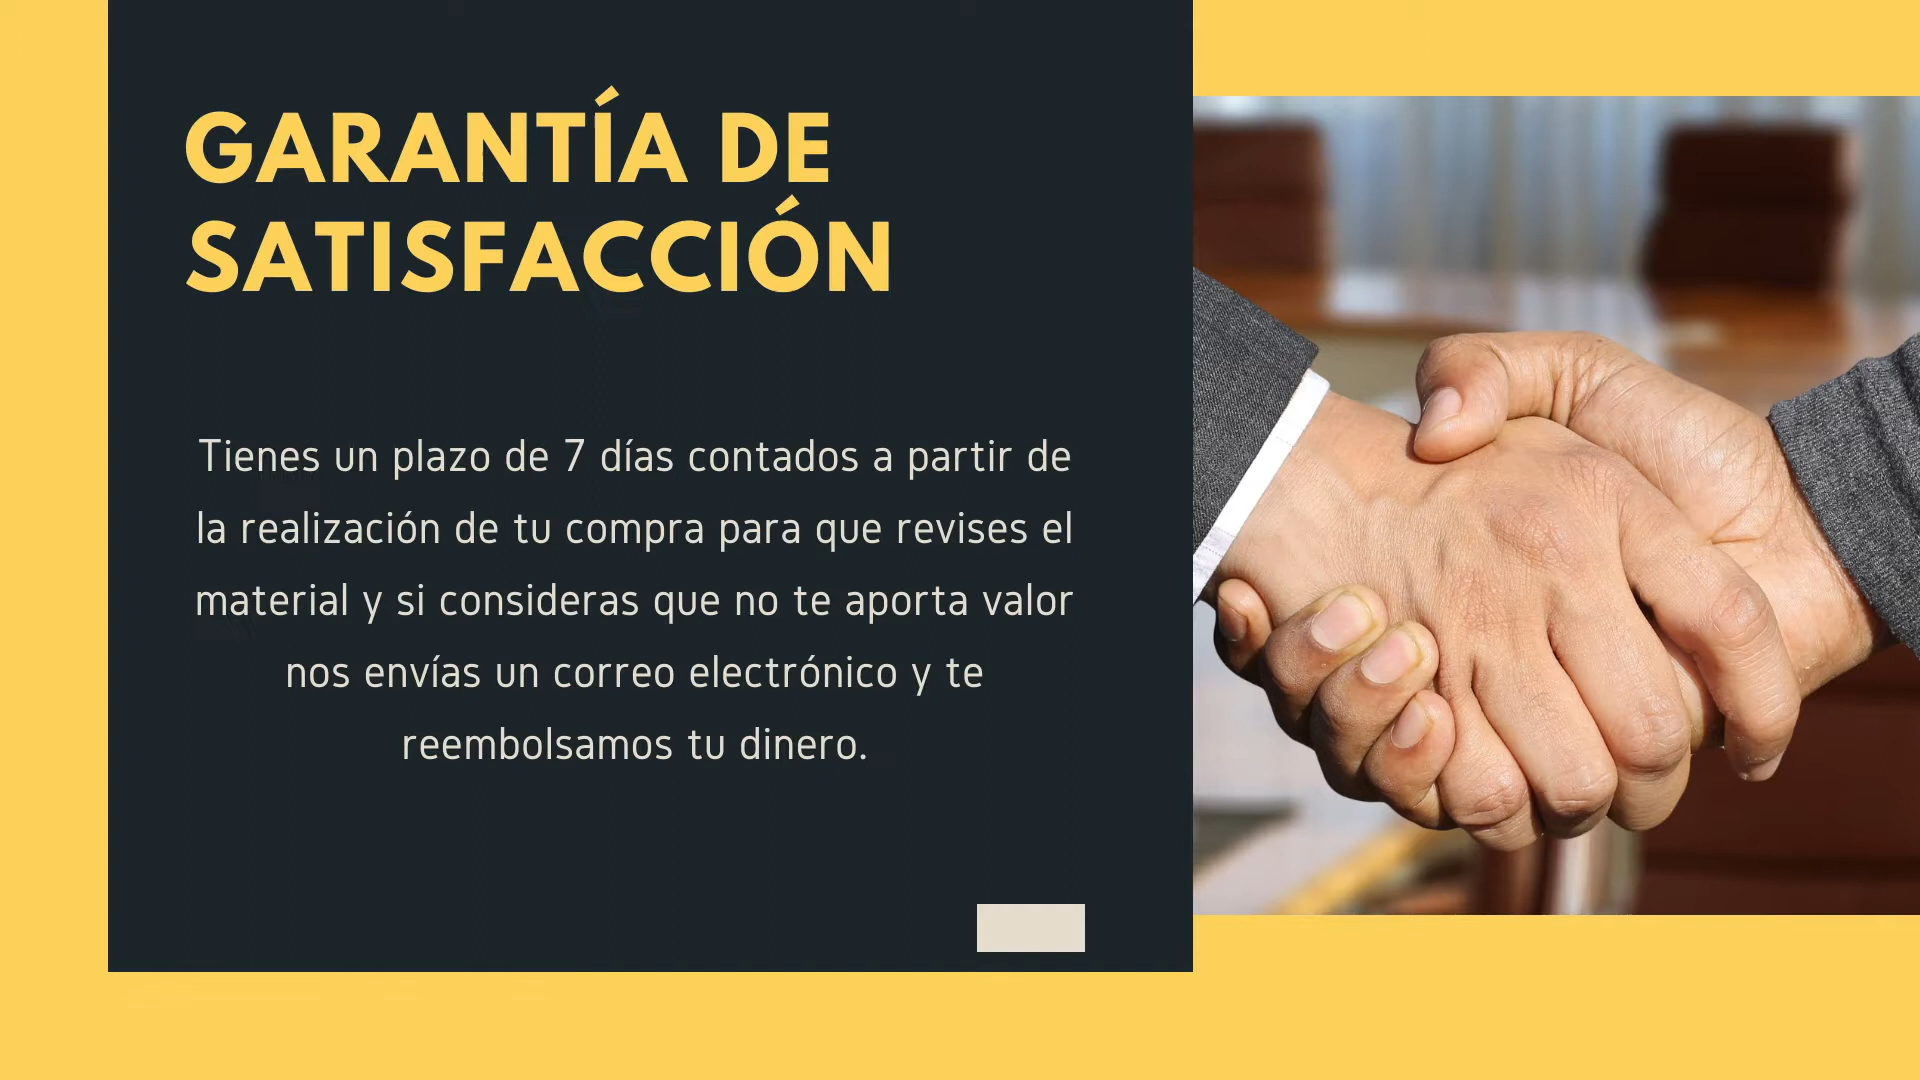 GARANTÍA DE
SATISFACCIÓN
Tienes un plazo de 7 días contados a partir de
la realización de tu compra para que revises el
material y si consideras que no te aporta valor
nos envías un correo electrónico y te
reembolsamos tu dinero.